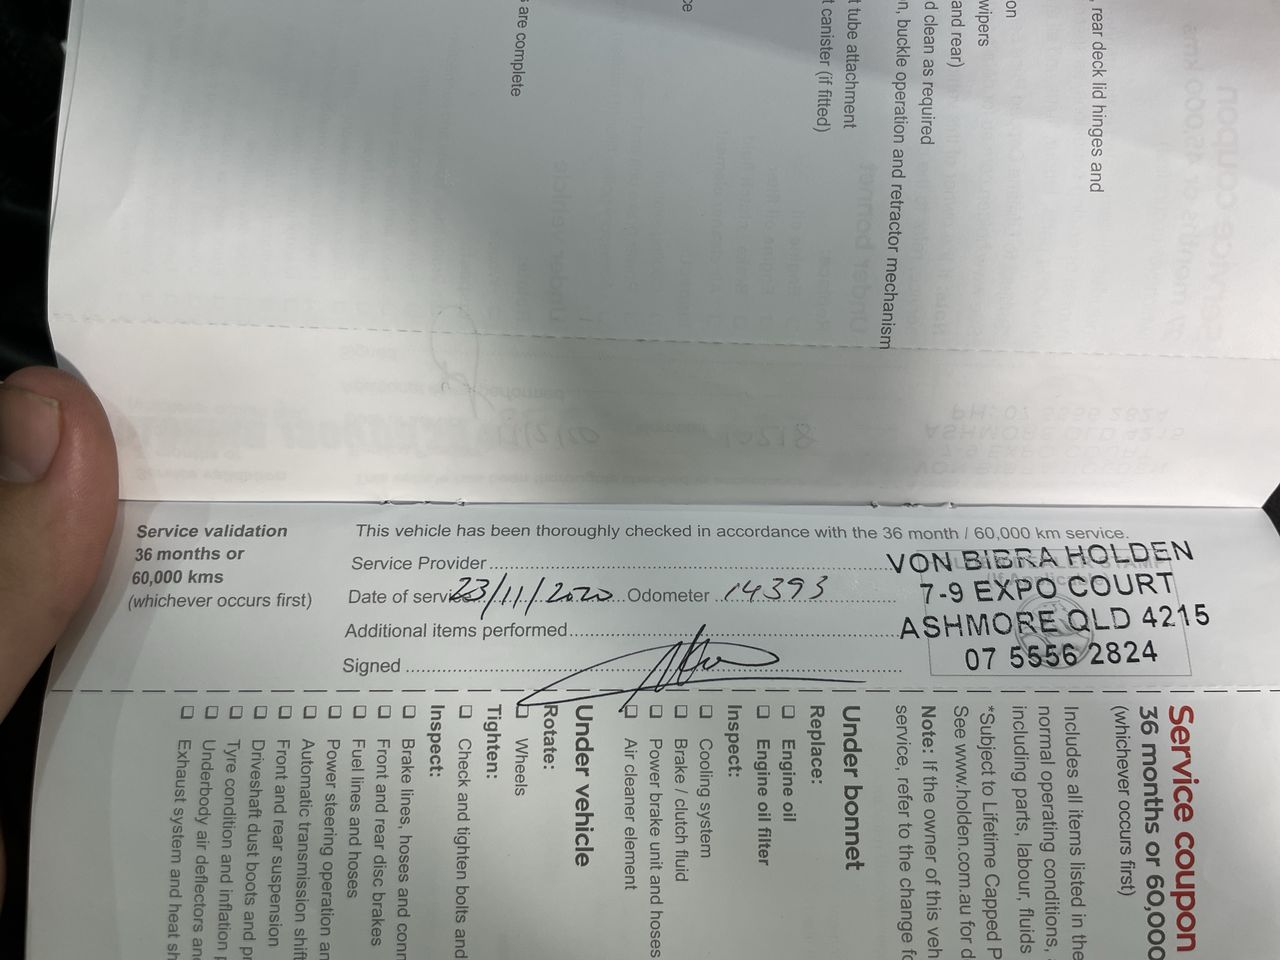 Service validation
36 months or
60,000 kms
(whichever occurs first)
This vehicle has been thoroughly checked in accordance with the 36 month / 60,000 km service.
Service Provider
Date of service 23/11/2020 Odometer 14393
Additional items performed
Signed
VON BIBRA HOLDEN
7-9 EXPO COURT
ASHMORE QLD 4215
07 5556 2824
Service coupon
36 months or 60,000
(whichever occurs first)
Includes all items listed in the
normal operating conditions,
including parts, labour, fluids
*Subject to Lifetime Capped P
See www.holden.com.au for d
Note: If the owner of this veh
service, refer to the change fo
Under bonnet
Replace:
Engine oil
Engine oil filter
Inspect:
Cooling system
Brake / clutch fluid
Power brake unit and hoses
Air cleaner element
Under vehicle
Rotate:
Wheels
Tighten:
Check and tighten bolts and
Inspect:
Brake lines, hoses and conn
Front and rear disc brakes
Fuel lines and hoses
Power steering operation an
Automatic transmission shift
Front and rear suspension
Driveshaft dust boots and pr
Tyre condition and inflation p
Underbody air deflectors and
Exhaust system and heat sh
, rear deck lid hinges and
on
wipers
and rear)
d clean as required
n, buckle operation and retractor mechanism
t tube attachment
t canister (if fitted)
ce
s are complete